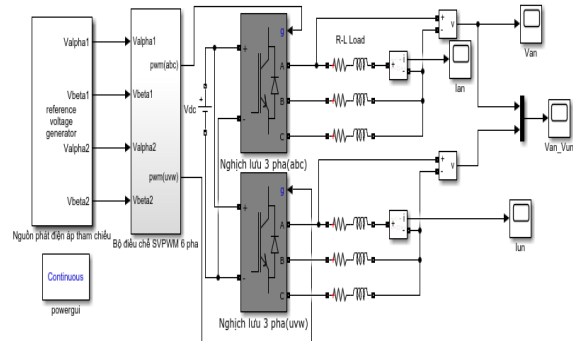 Valpha1
Vbeta1
Valpha2
Vbeta2
reference
voltage
generator
Nguồn phát điện áp tham chiếu
Valpha1
Vbeta1
Valpha2
Vbeta2
pwm(abc)
pwm(uvw)
Bộ điều chế SVPWM 6 pha
Continuous
powergui
Vdc
+
+
-
g
A
B
C
Nghịch lưu 3 pha(abc)
+
-
g
A
B
C
Nghịch lưu 3 pha(uvw)
R-L Load
+
-
i
Ian
+
-
v
Van
Van_Vun
+
-
v
+
-
i
Iun